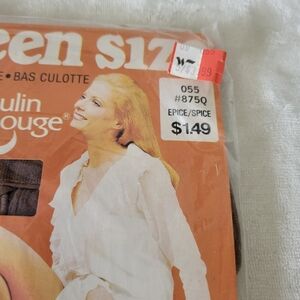 een siz
E • BAS CULOTTE
ulin
ouge®
055
#875Q
EPICE/SPICE
$1.49